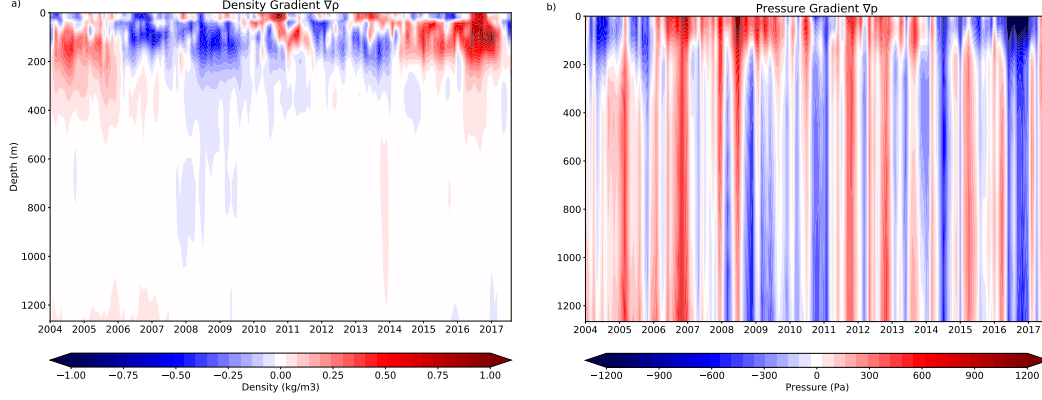 a)
Density Gradient ∇ρ
0
200
400
600
800
1000
1200
Depth (m)
2004 2005 2006 2007 2008 2009 2010 2011 2012 2013 2014 2015 2016 2017
−1.00 −0.75 −0.50 −0.25 0.00 0.25 0.50 0.75 1.00
Density (kg/m3)
b)
Pressure Gradient ∇p
0
200
400
600
800
1000
1200
2004 2005 2006 2007 2008 2009 2010 2011 2012 2013 2014 2015 2016 2017
−1200 −900 −600 −300 0 300 600 900 1200
Pressure (Pa)